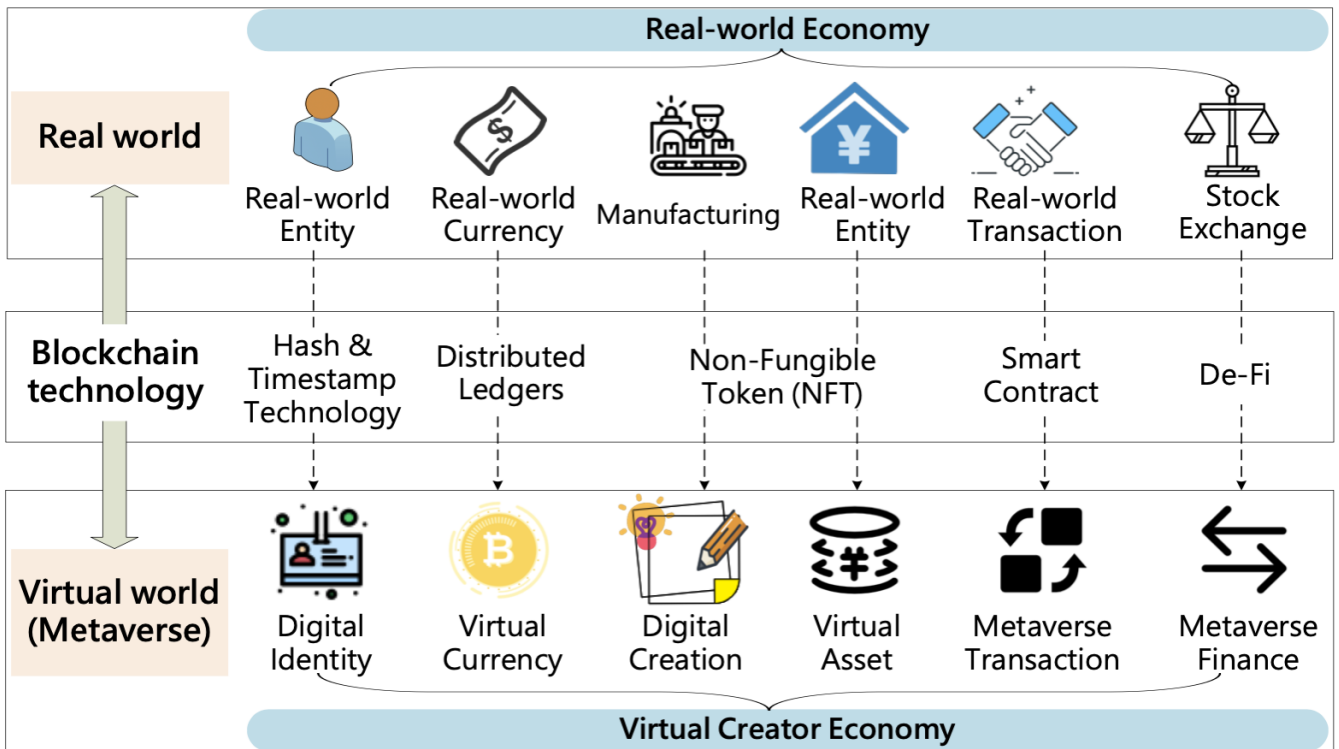 Real-world Economy
Real world
Real-world
Entity
Real-world
Currency
Manufacturing
Real-world
Entity
Real-world
Transaction
Stock
Exchange
Blockchain
technology
Hash &
Timestamp
Technology
Distributed
Ledgers
Non-Fungible
Token (NFT)
Smart
Contract
De-Fi
Virtual world
(Metaverse)
Digital
Identity
Virtual
Currency
Digital
Creation
Virtual
Asset
Metaverse
Transaction
Metaverse
Finance
Virtual Creator Economy
$
¥
B
¥